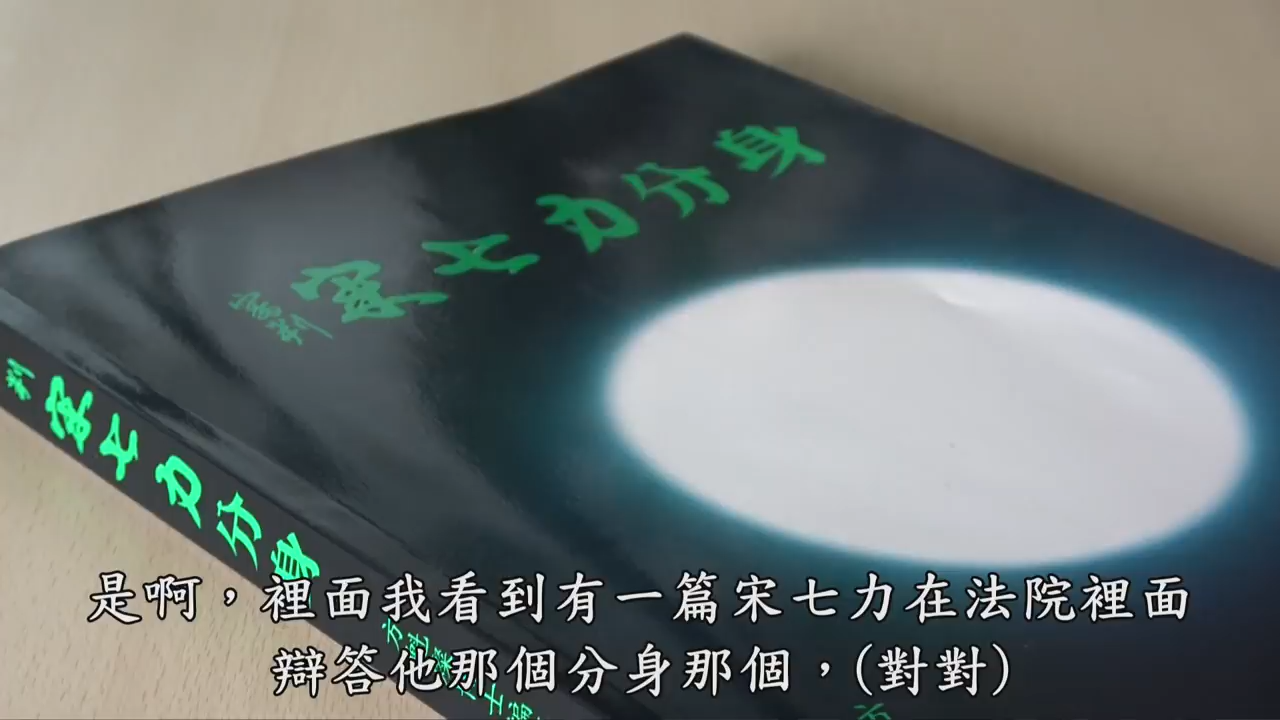 審判
宋七力分身
判宋七力分身
是啊，裡面我看到有一篇宋七力在法院裡面
辯答他那個分身那個，(對對)